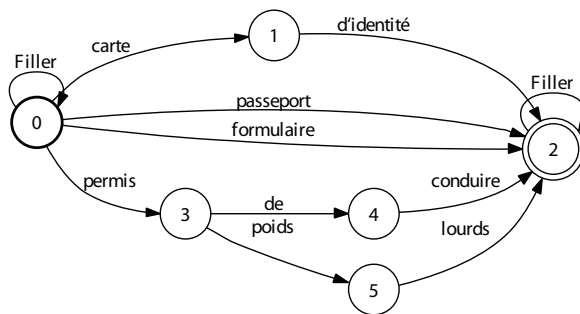 carte
1
d'identité
Filler
Filler
0
passeport
formulaire
2
permis
3
de
poids
4
conduire
lourds
5